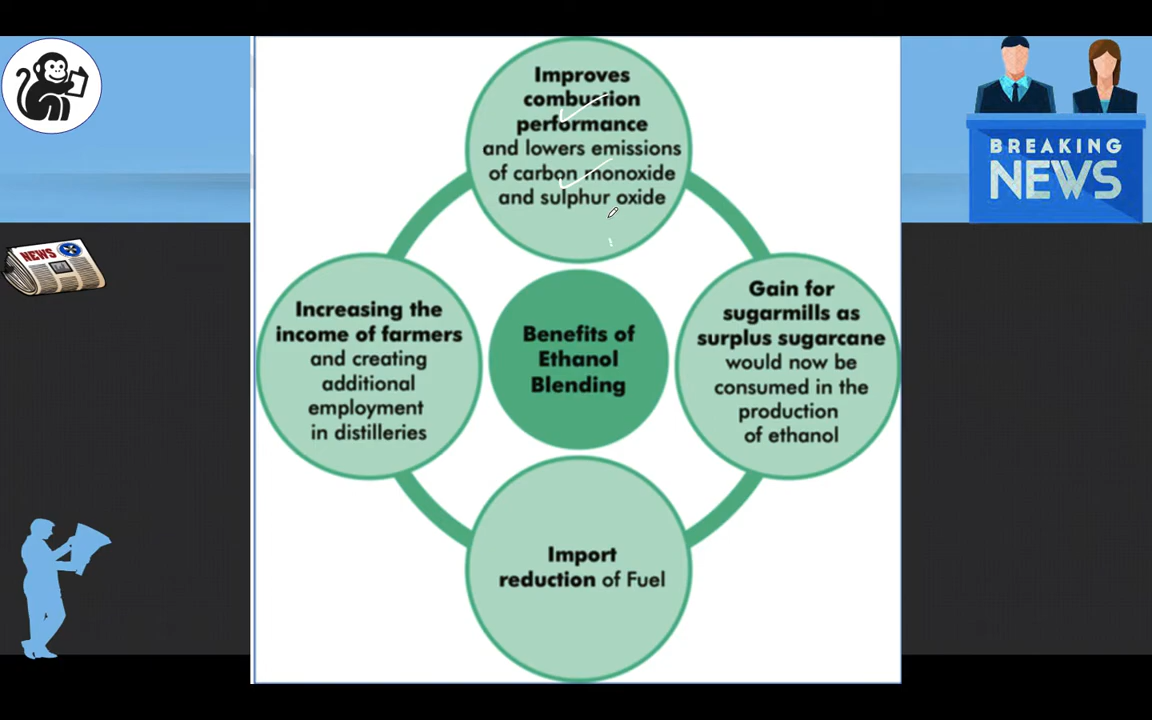 Improves
combustion
performance
and lowers emissions
of carbon monoxide
and sulphur oxide
BREAKING
NEWS
NEWS
Increasing the
income of farmers
and creating
additional
employment
in distilleries
Benefits of
Ethanol
Blending
Gain for
sugarmills as
surplus sugarcane
would now be
consumed in the
production
of ethanol
Import
reduction of Fuel